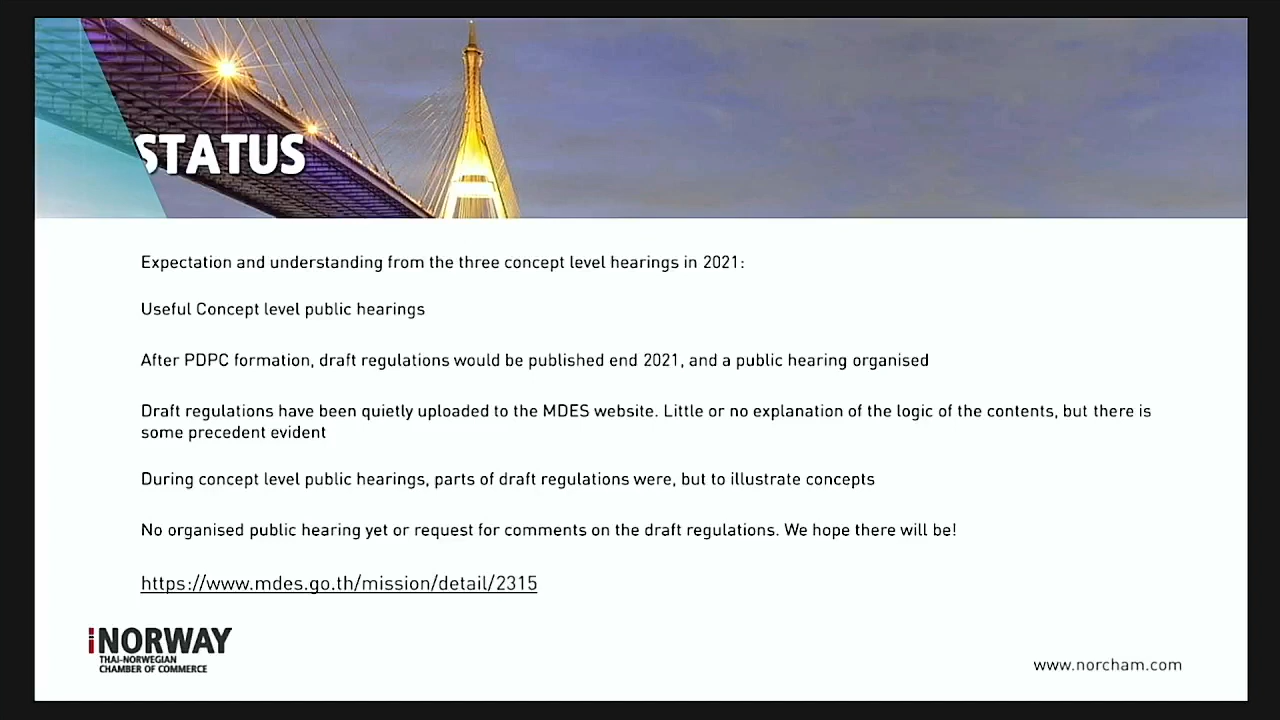 STATUS
Expectation and understanding from the three concept level hearings in 2021:
Useful Concept level public hearings
After PDPC formation, draft regulations would be published end 2021, and a public hearing organised
Draft regulations have been quietly uploaded to the MDES website. Little or no explanation of the logic of the contents, but there is
some precedent evident
During concept level public hearings, parts of draft regulations were, but to illustrate concepts
No organised public hearing yet or request for comments on the draft regulations. We hope there will be!
https://www.mdes.go.th/mission/detail/2315
iNORWAY
THAI-NORWEGIAN
CHAMBER OF COMMERCE
www.norcham.com